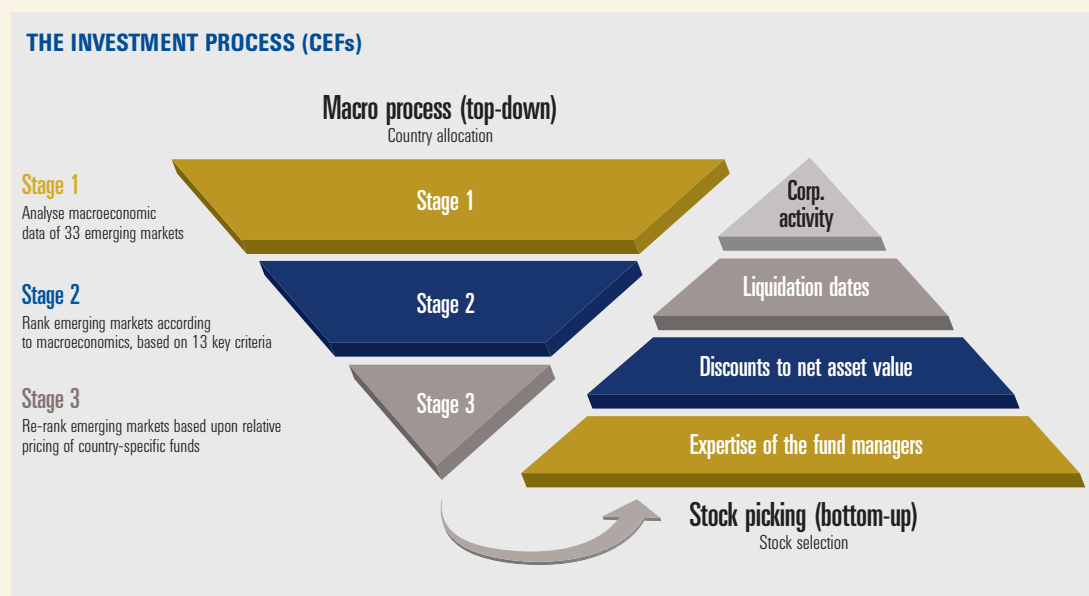 THE INVESTMENT PROCESS (CEFs)
Macro process (top-down)
Country allocation
Stage 1
Analyse macroeconomic
data of 33 emerging markets
Stage 2
Rank emerging markets according
to macroeconomics, based on 13 key criteria
Stage 3
Re-rank emerging markets based upon relative
pricing of country-specific funds
Stage 1
Stage 2
Stage 3
Corp.
activity
Liquidation dates
Discounts to net asset value
Expertise of the fund managers
Stock picking (bottom-up)
Stock selection